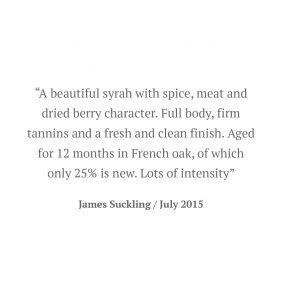 “A beautiful syrah with spice, meat and
dried berry character. Full body, firm
tannins and a fresh and clean finish. Aged
for 12 months in French oak, of which
only 25% is new. Lots of intensity”
James Suckling / July 2015